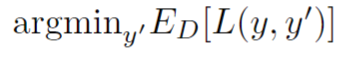 argmin_{y'} E_D[L(y, y')]